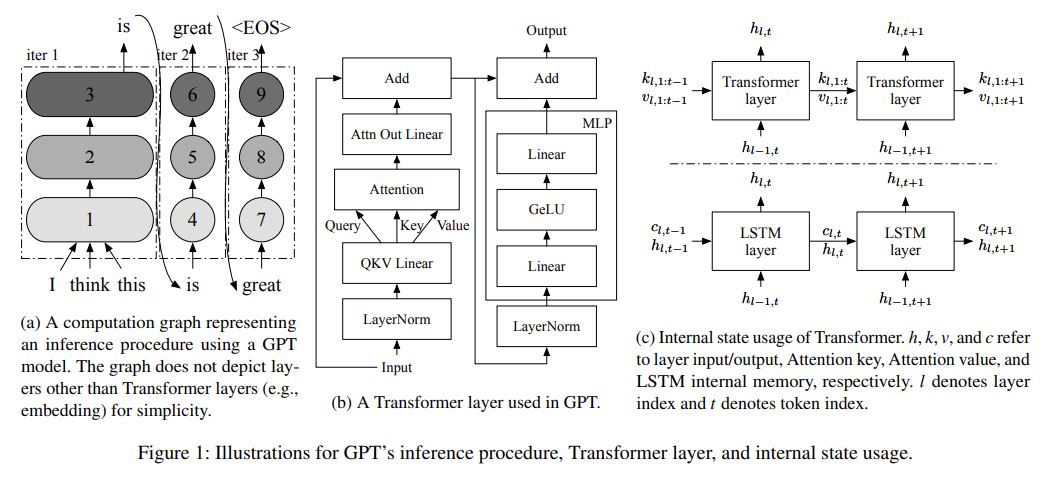 is great <EOS>
iter 1 iter 2 iter 3
3 6 9
2 5 8
1 4 7
I think this is great
(a) A computation graph representing
an inference procedure using a GPT
model. The graph does not depict lay-
ers other than Transformer layers (e.g.,
embedding) for simplicity.
Output
Add Add
MLP
Attn Out Linear
Linear
Attention
GeLU
Query Key Value
QKV Linear
Linear
LayerNorm
LayerNorm
Input
(b) A Transformer layer used in GPT.
h_{l,t} h_{l,t+1}
k_{l,1:t-1} Transformer k_{l,1:t} Transformer k_{l,1:t+1}
v_{l,1:t-1} layer v_{l,1:t} layer v_{l,1:t+1}
h_{l-1,t} h_{l-1,t+1}
h_{l,t} h_{l,t+1}
c_{l,t-1} LSTM c_{l,t} LSTM c_{l,t+1}
h_{l,t-1} layer h_{l,t} layer h_{l,t+1}
h_{l-1,t} h_{l-1,t+1}
(c) Internal state usage of Transformer. h, k, v, and c refer
to layer input/output, Attention key, Attention value, and
LSTM internal memory, respectively. l denotes layer
index and t denotes token index.
Figure 1: Illustrations for GPT's inference procedure, Transformer layer, and internal state usage.